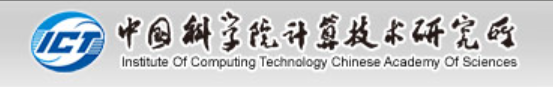 ICT
中国科学院计算技术研究所
Institute Of Computing Technology Chinese Academy Of Sciences